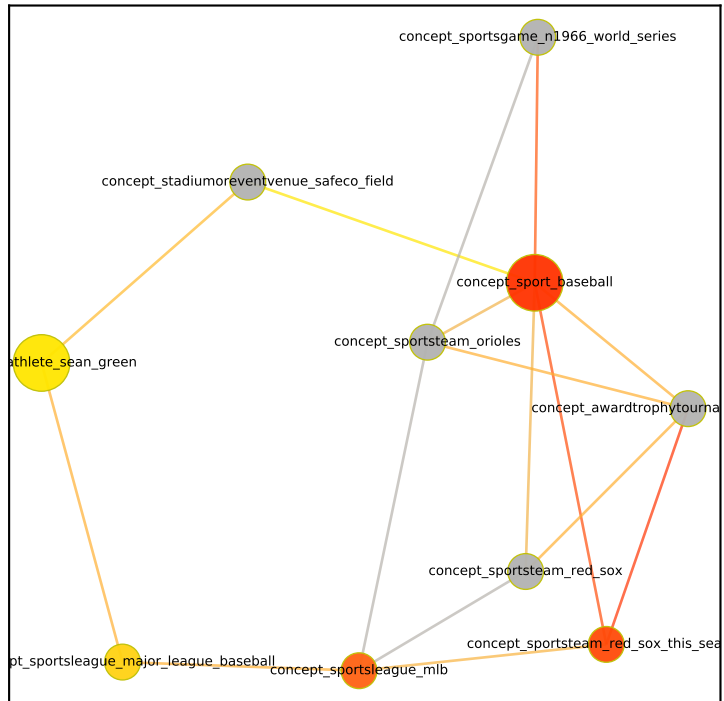 concept_sportsgame_n1966_world_series
concept_stadiumoreventvenue_safeco_field
concept_sport_baseball
concept_sportsteam_orioles
athlete_sean_green
concept_awardtrophytourna
concept_sportsteam_red_sox
concept_sportsteam_red_sox_this_sea
pt_sportsleague_major_league_baseball
concept_sportsleague_mlb